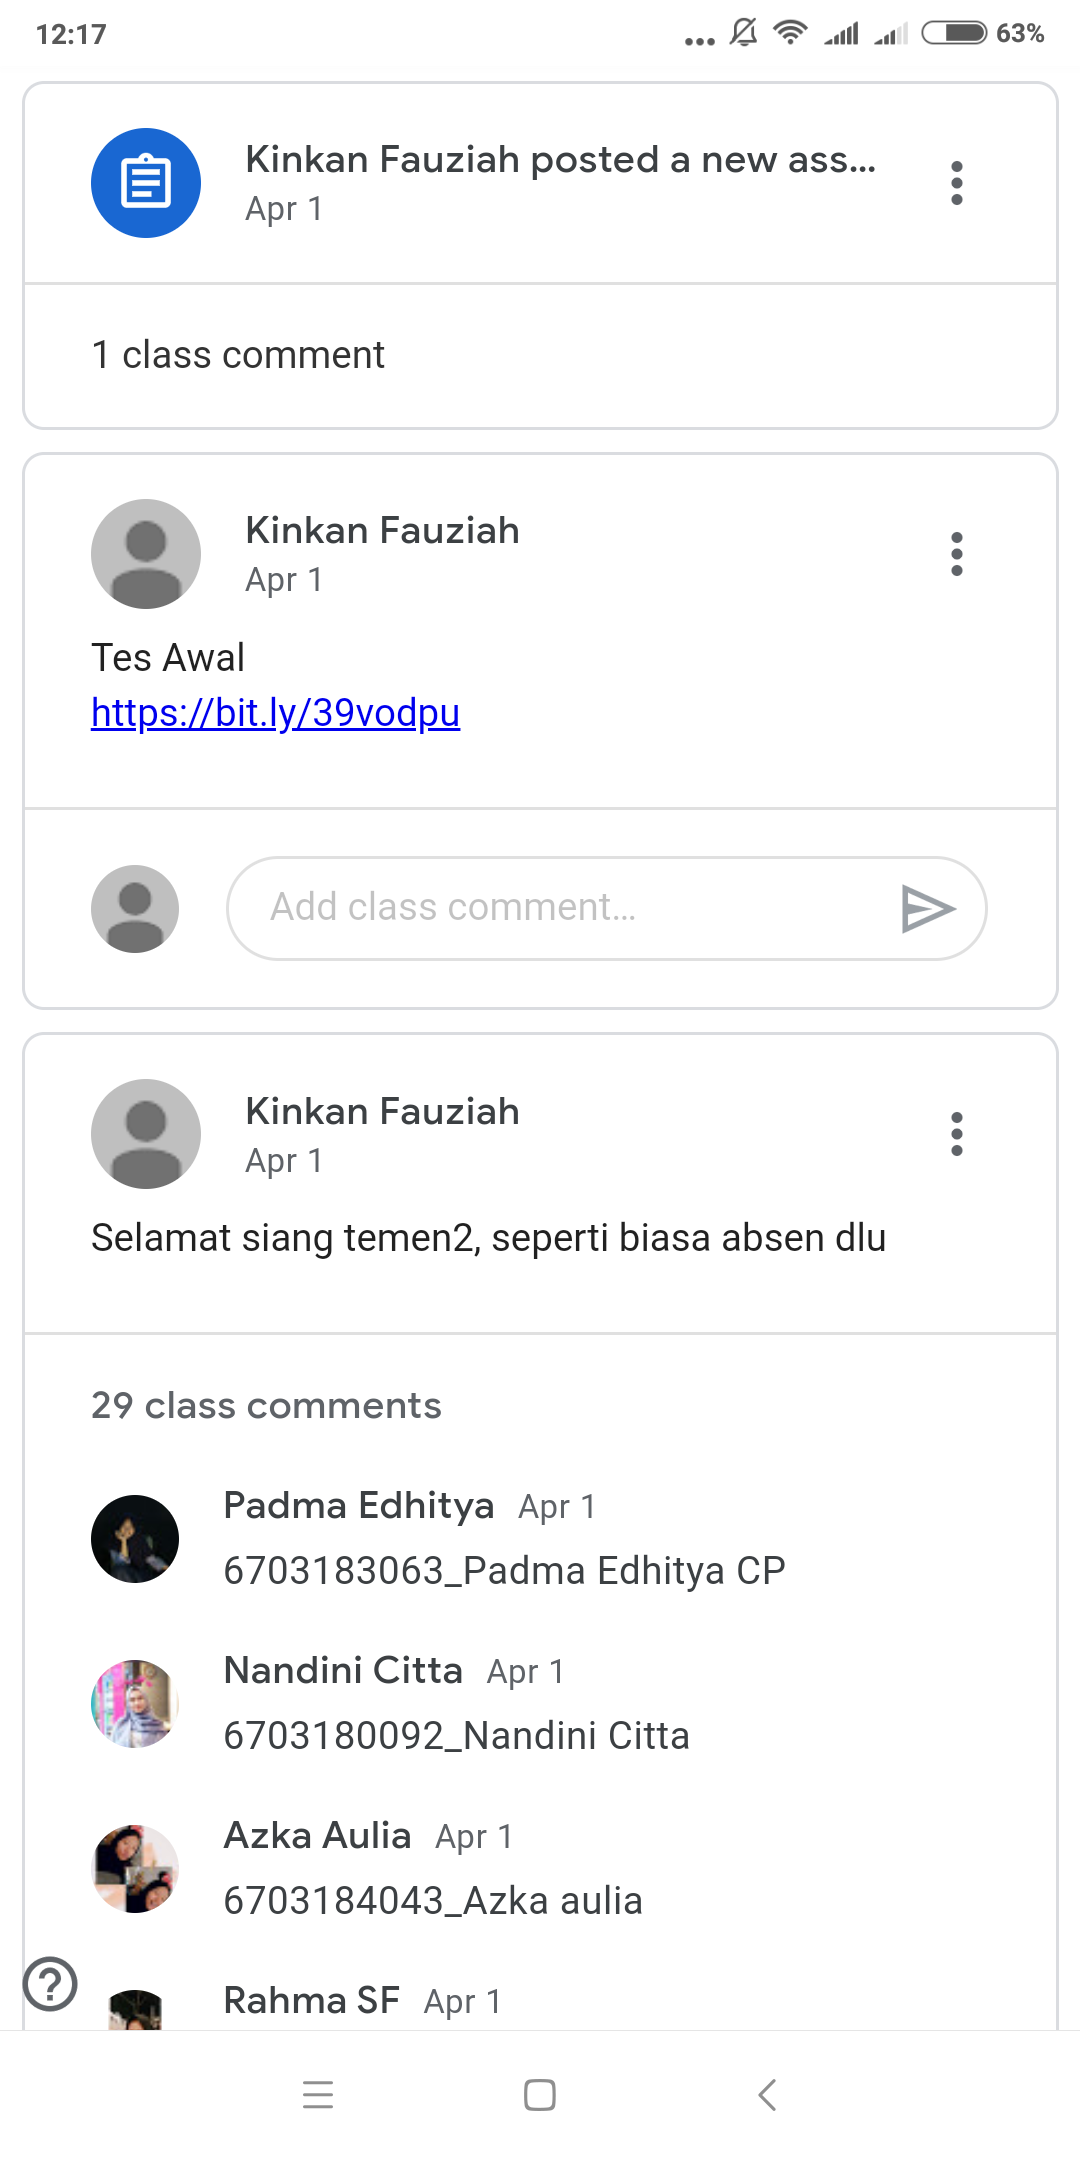 12:17
63%
Kinkan Fauziah posted a new ass...
Apr 1
1 class comment
Kinkan Fauziah
Apr 1
Tes Awal
https://bit.ly/39vodpu
Add class comment...
Kinkan Fauziah
Apr 1
Selamat siang temen2, seperti biasa absen dlu
29 class comments
Padma Edhitya Apr 1
6703183063_Padma Edhitya CP
Nandini Citta Apr 1
6703180092_Nandini Citta
Azka Aulia Apr 1
6703184043_Azka aulia
Rahma SF Apr 1